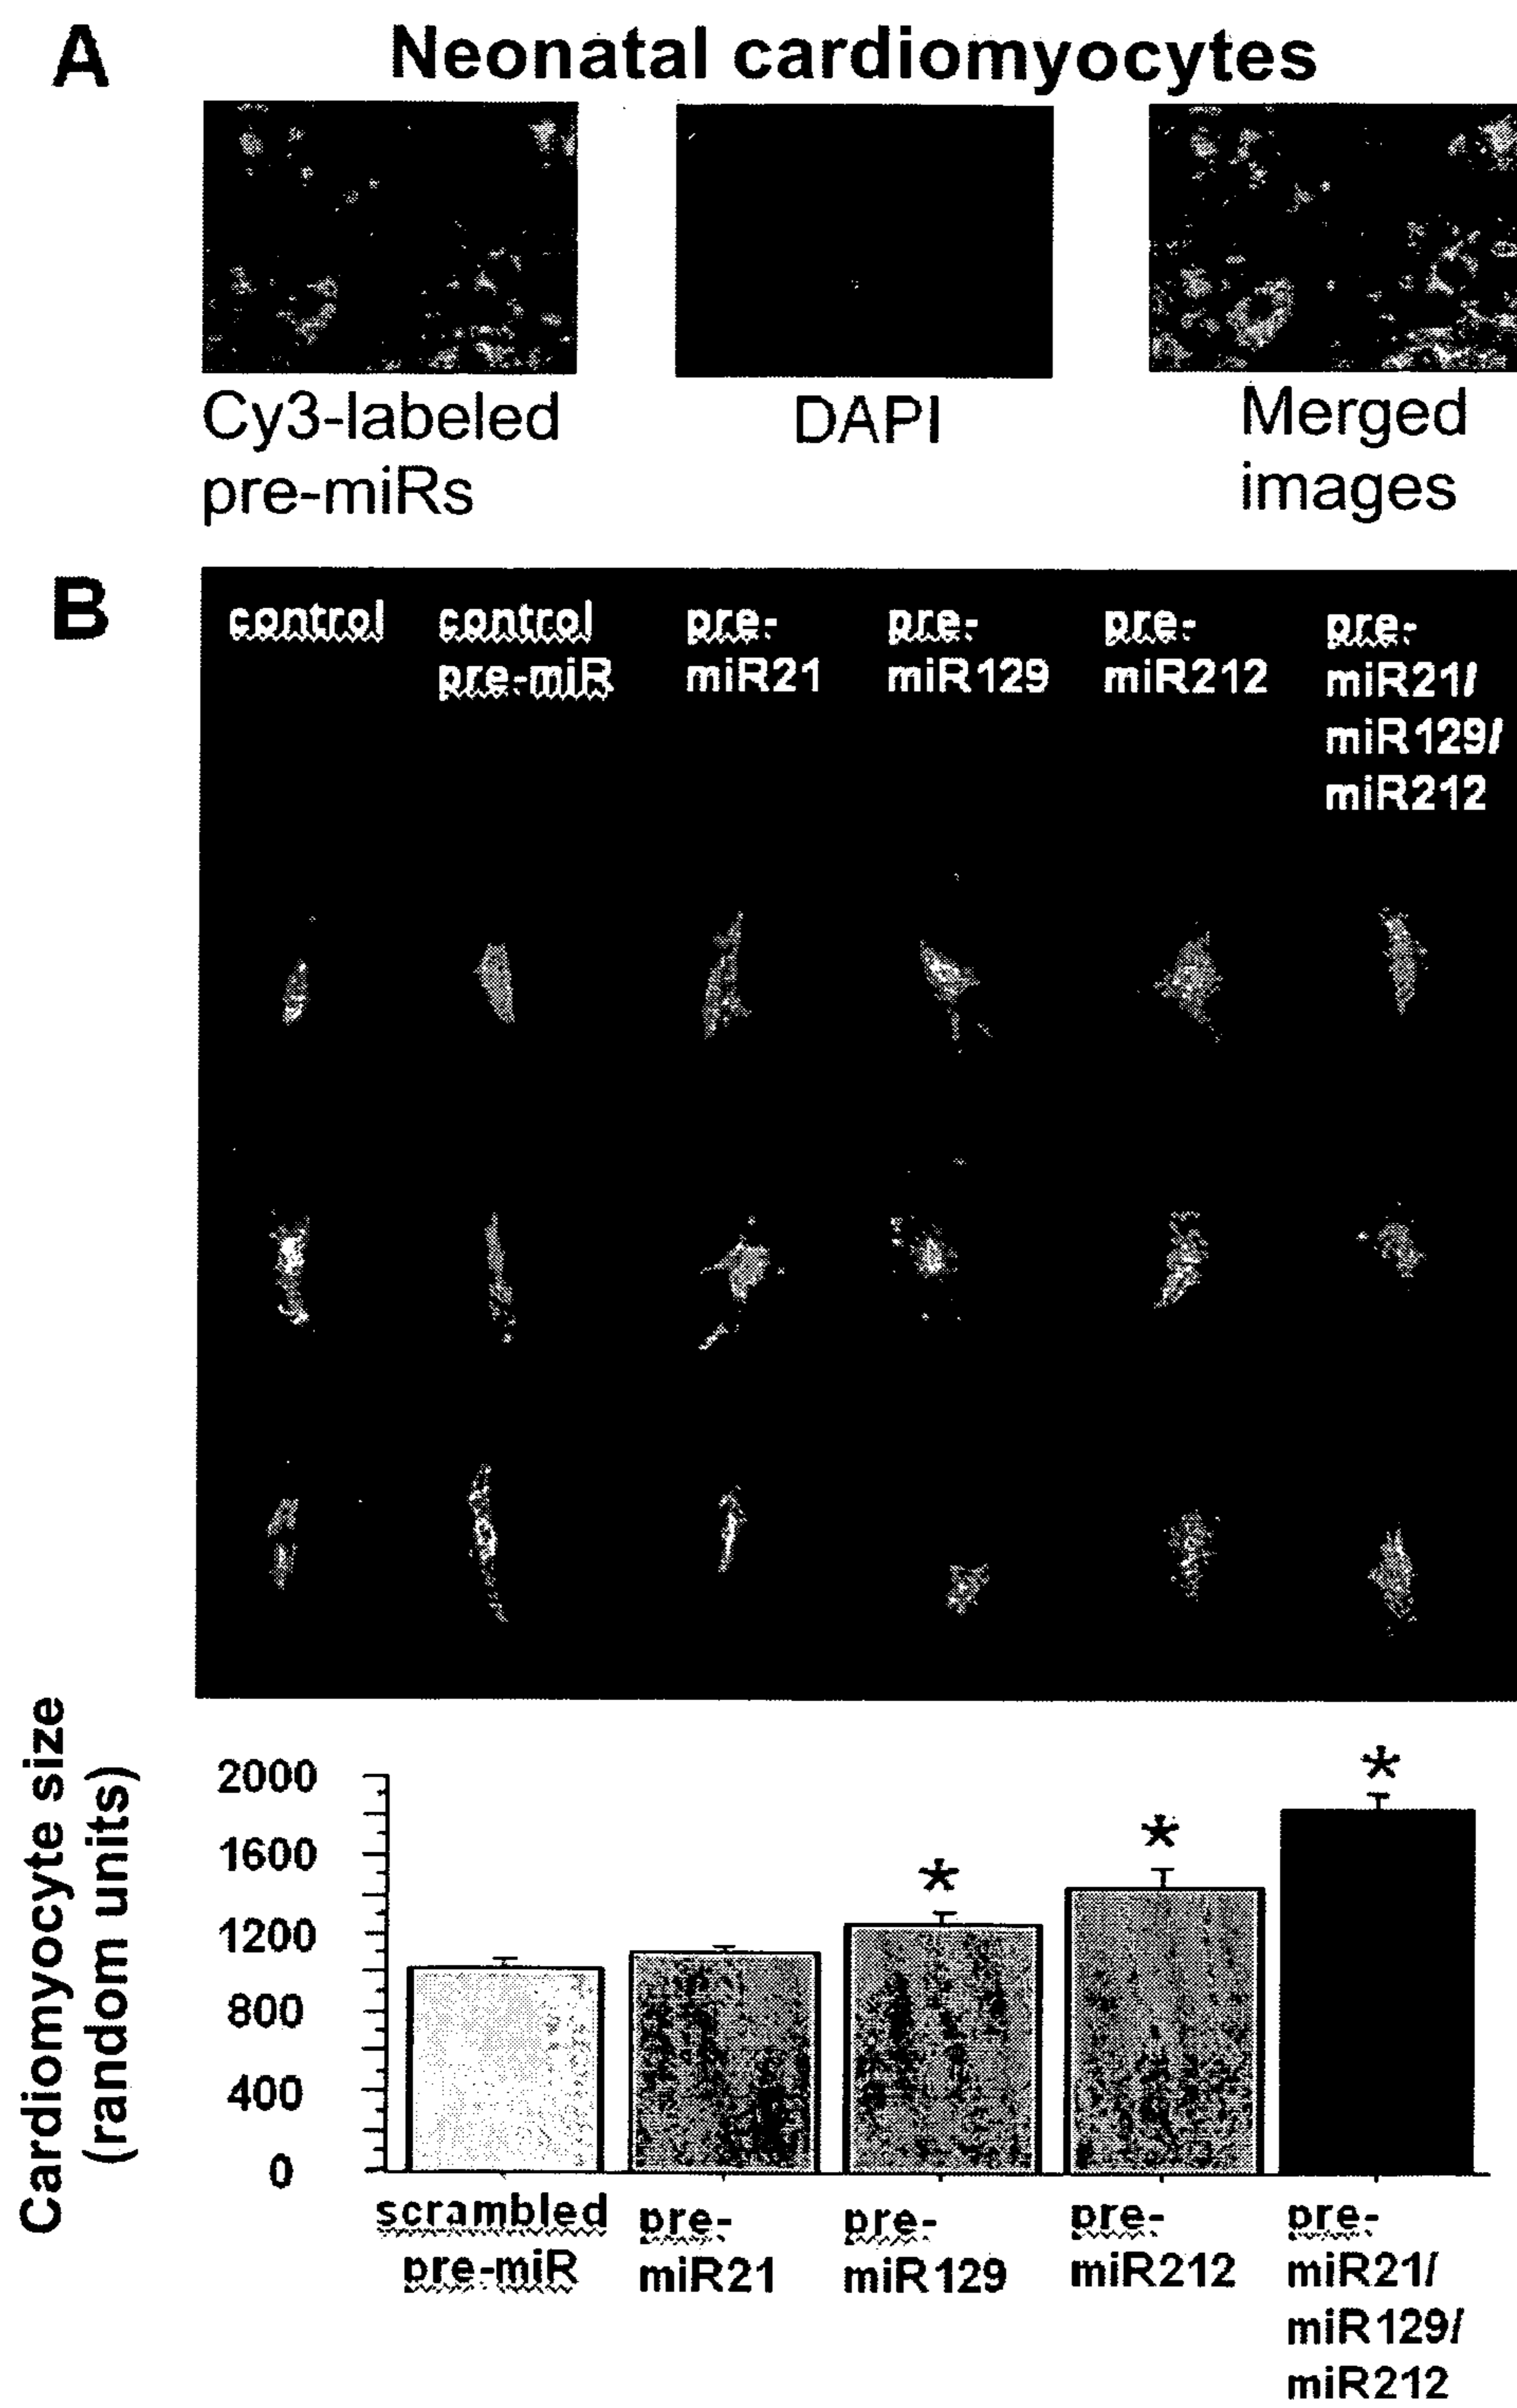 A
Neonatal cardiomyocytes
Cy3-labeled
pre-miRs
DAPI
Merged
images
B
control
control
pre-miR
pre-
miR21
pre-
miR129
pre-
miR212
pre-
miR21/
miR129/
miR212
Cardiomyocyte size
(random units)
2000
1600
1200
800
400
0
*
*
*
scrambled
pre-miR
pre-
miR21
pre-
miR129
pre-
miR212
pre-
miR21/
miR129/
miR212